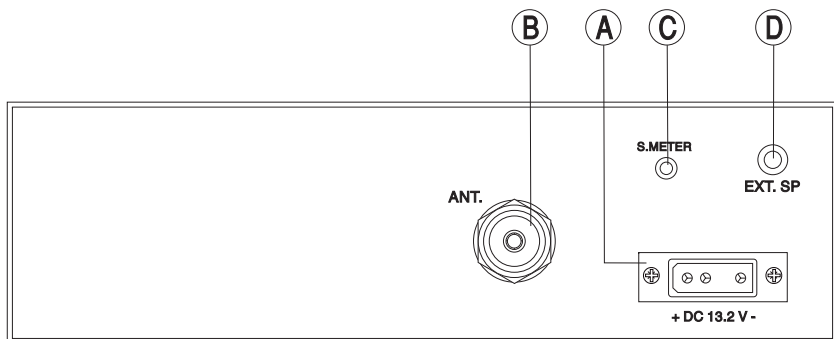 B A C D
S.METER
EXT. SP
ANT.
+ DC 13.2 V -